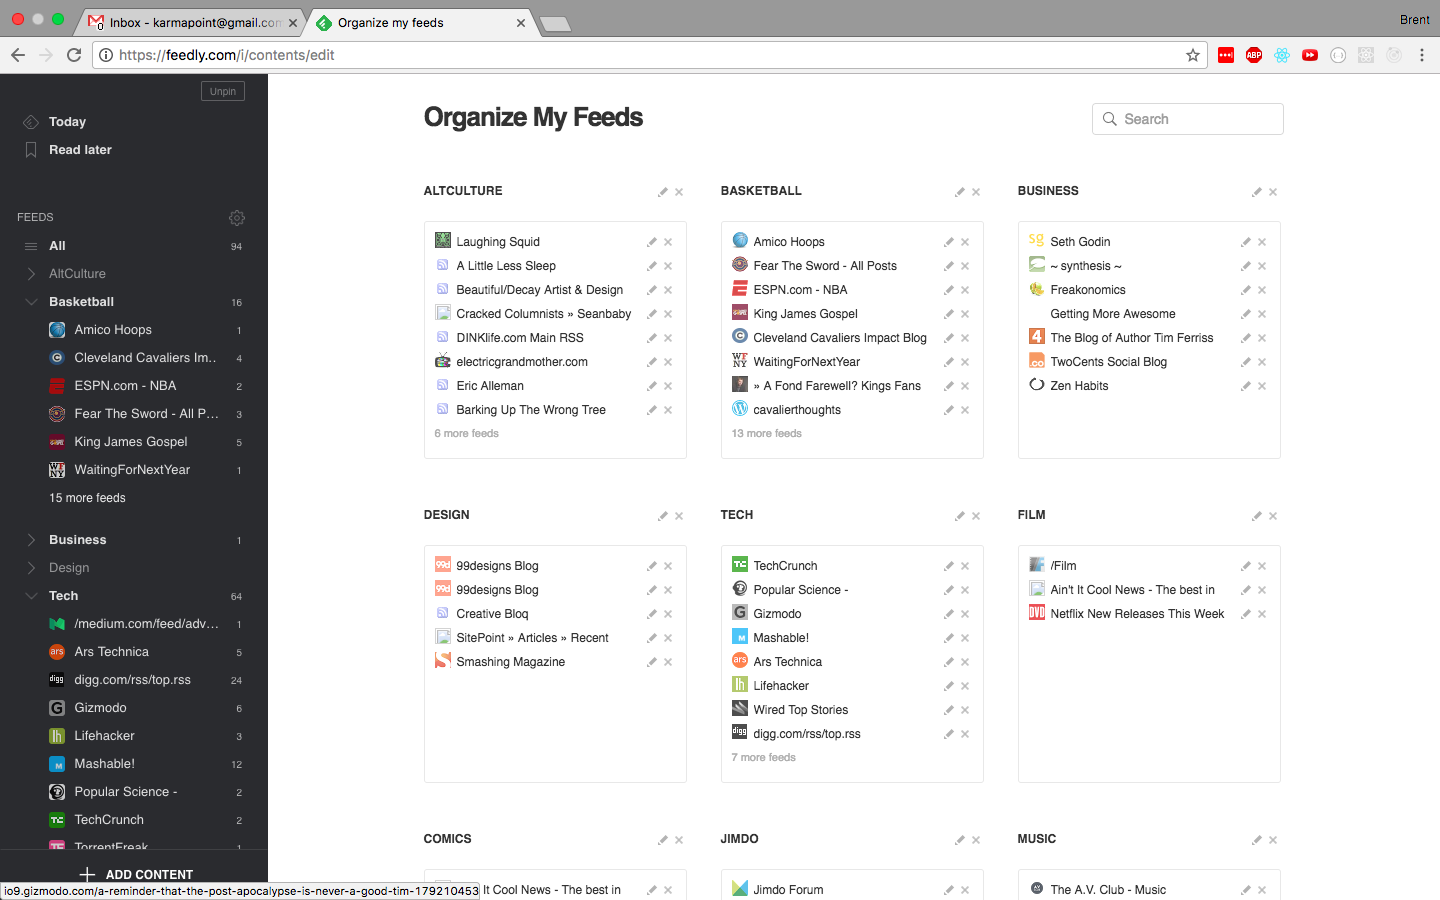 Inbox - karmapoint@gmail.com
Organize my feeds
Brent
https://feedly.com/i/contents/edit
ABP
Unpin
Today
Read later
FEEDS
All 94
AltCulture
Basketball 16
Amico Hoops 1
Cleveland Cavaliers Im.. 4
ESPN.com - NBA 2
Fear The Sword - All P... 3
King James Gospel 5
WaitingForNextYear 1
15 more feeds
Business 1
Design
Tech 64
/medium.com/feed/adv... 1
Ars Technica 5
digg.com/rss/top.rss 24
Gizmodo 6
Lifehacker 3
Mashable! 12
Popular Science - 2
TechCrunch 2
TorrentFreak 1
ADD CONTENT
io9.gizmodo.com/a-reminder-that-the-post-apocalypse-is-never-a-good-tim-179210453
Organize My Feeds
Search
ALTCULTURE
Laughing Squid
A Little Less Sleep
Beautiful/Decay Artist & Design
Cracked Columnists » Seanbaby
DINKlife.com Main RSS
electricgrandmother.com
Eric Alleman
Barking Up The Wrong Tree
6 more feeds
BASKETBALL
Amico Hoops
Fear The Sword - All Posts
ESPN.com - NBA
King James Gospel
Cleveland Cavaliers Impact Blog
WaitingForNextYear
» A Fond Farewell? Kings Fans
cavalierthoughts
13 more feeds
BUSINESS
Seth Godin
~ synthesis ~
Freakonomics
Getting More Awesome
The Blog of Author Tim Ferriss
TwoCents Social Blog
Zen Habits
DESIGN
99designs Blog
99designs Blog
Creative Bloq
SitePoint » Articles » Recent
Smashing Magazine
TECH
TechCrunch
Popular Science -
Gizmodo
Mashable!
Ars Technica
Lifehacker
Wired Top Stories
digg.com/rss/top.rss
7 more feeds
FILM
/Film
Ain't It Cool News - The best in
Netflix New Releases This Week
COMICS
It Cool News - The best in
JIMDO
Jimdo Forum
MUSIC
The A.V. Club - Music